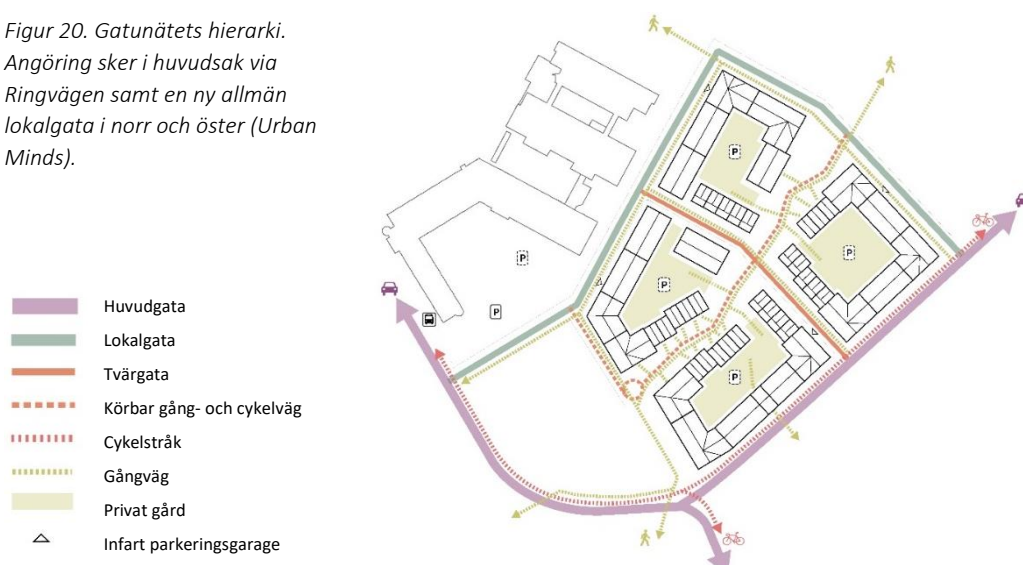 Figur 20. Gatunätets hierarki.
Angöring sker i huvudsak via
Ringvägen samt en ny allmän
lokalgata i norr och öster (Urban
Minds).
Huvudgata
Lokalgata
Tvärgata
Körbar gång- och cykelväg
Cykelstråk
Gångväg
Privat gård
Infart parkeringsgarage
P
P
P
P
P
P